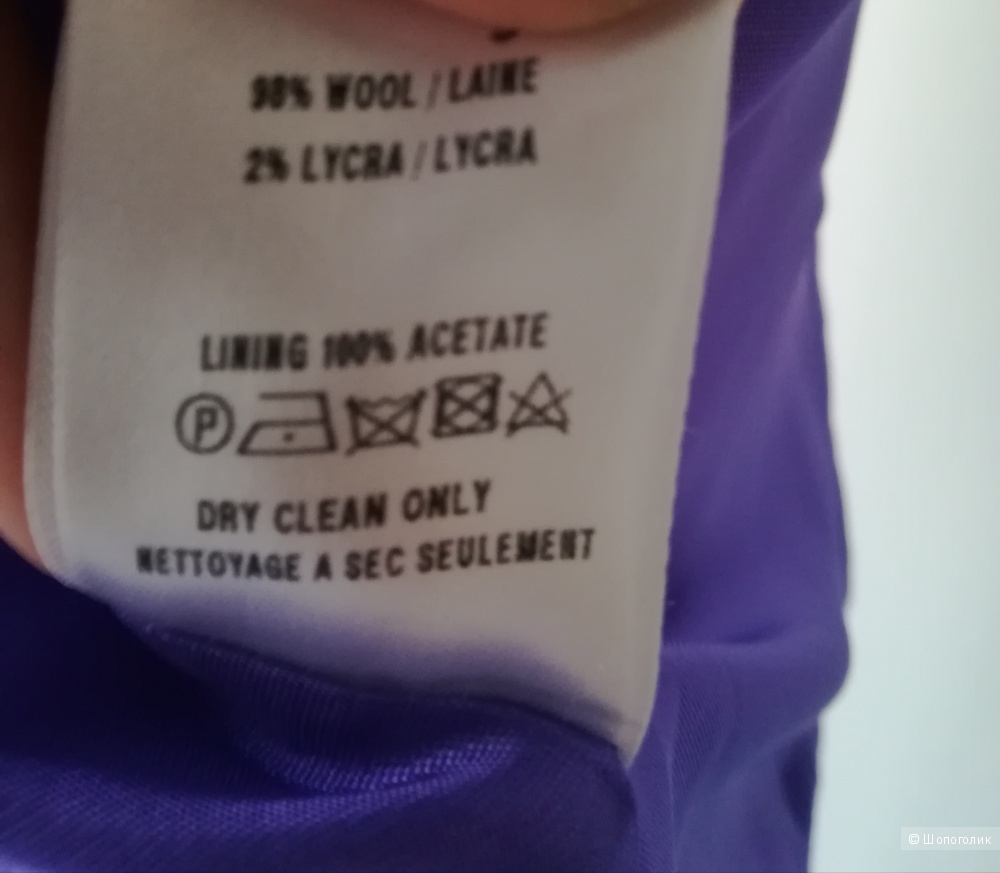 98% WOOL / LAINE
2% LYCRA / LYCRA
LINING 100% ACETATE
P
DRY CLEAN ONLY
NETTOYAGE A SEC SEULEMENT
© Шопоголик